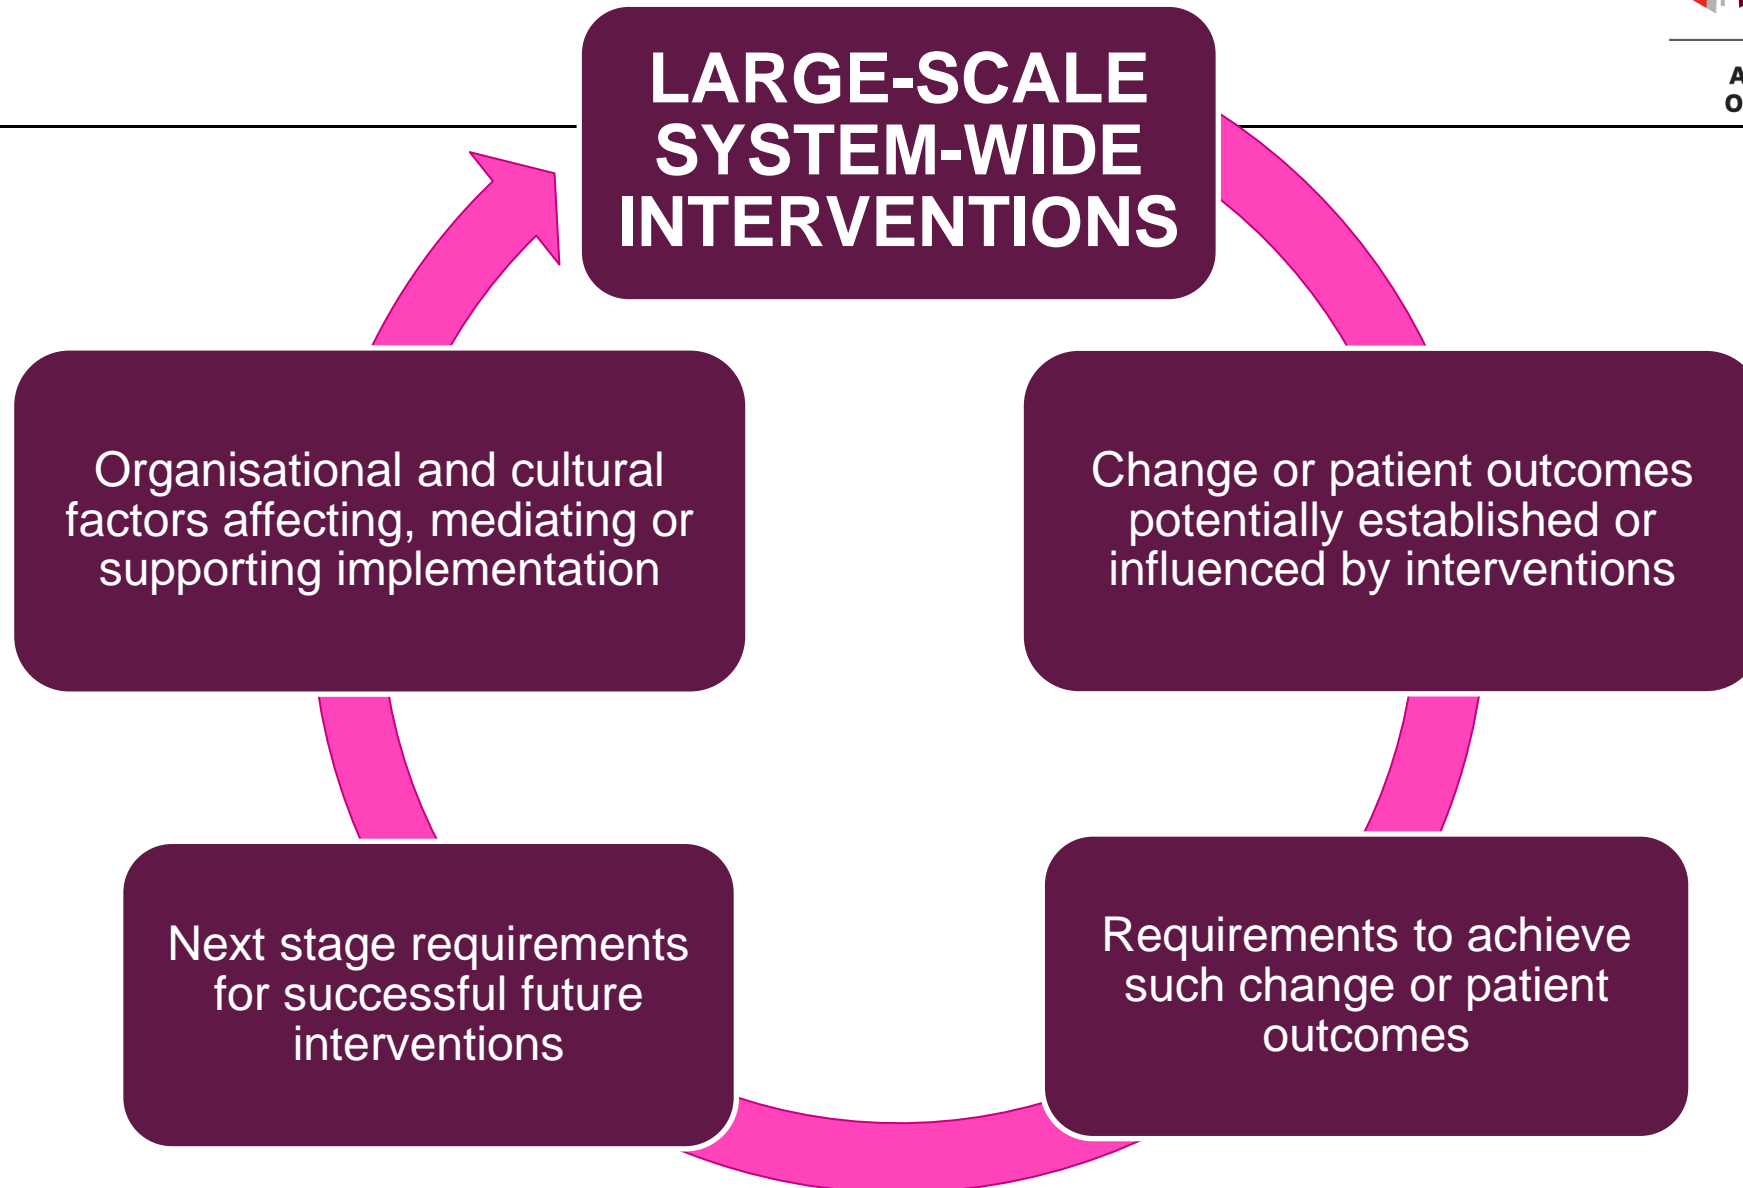 LARGE-SCALE
SYSTEM-WIDE
INTERVENTIONS
Change or patient outcomes
potentially established or
influenced by interventions
Requirements to achieve
such change or patient
outcomes
Next stage requirements
for successful future
interventions
Organisational and cultural
factors affecting, mediating or
supporting implementation